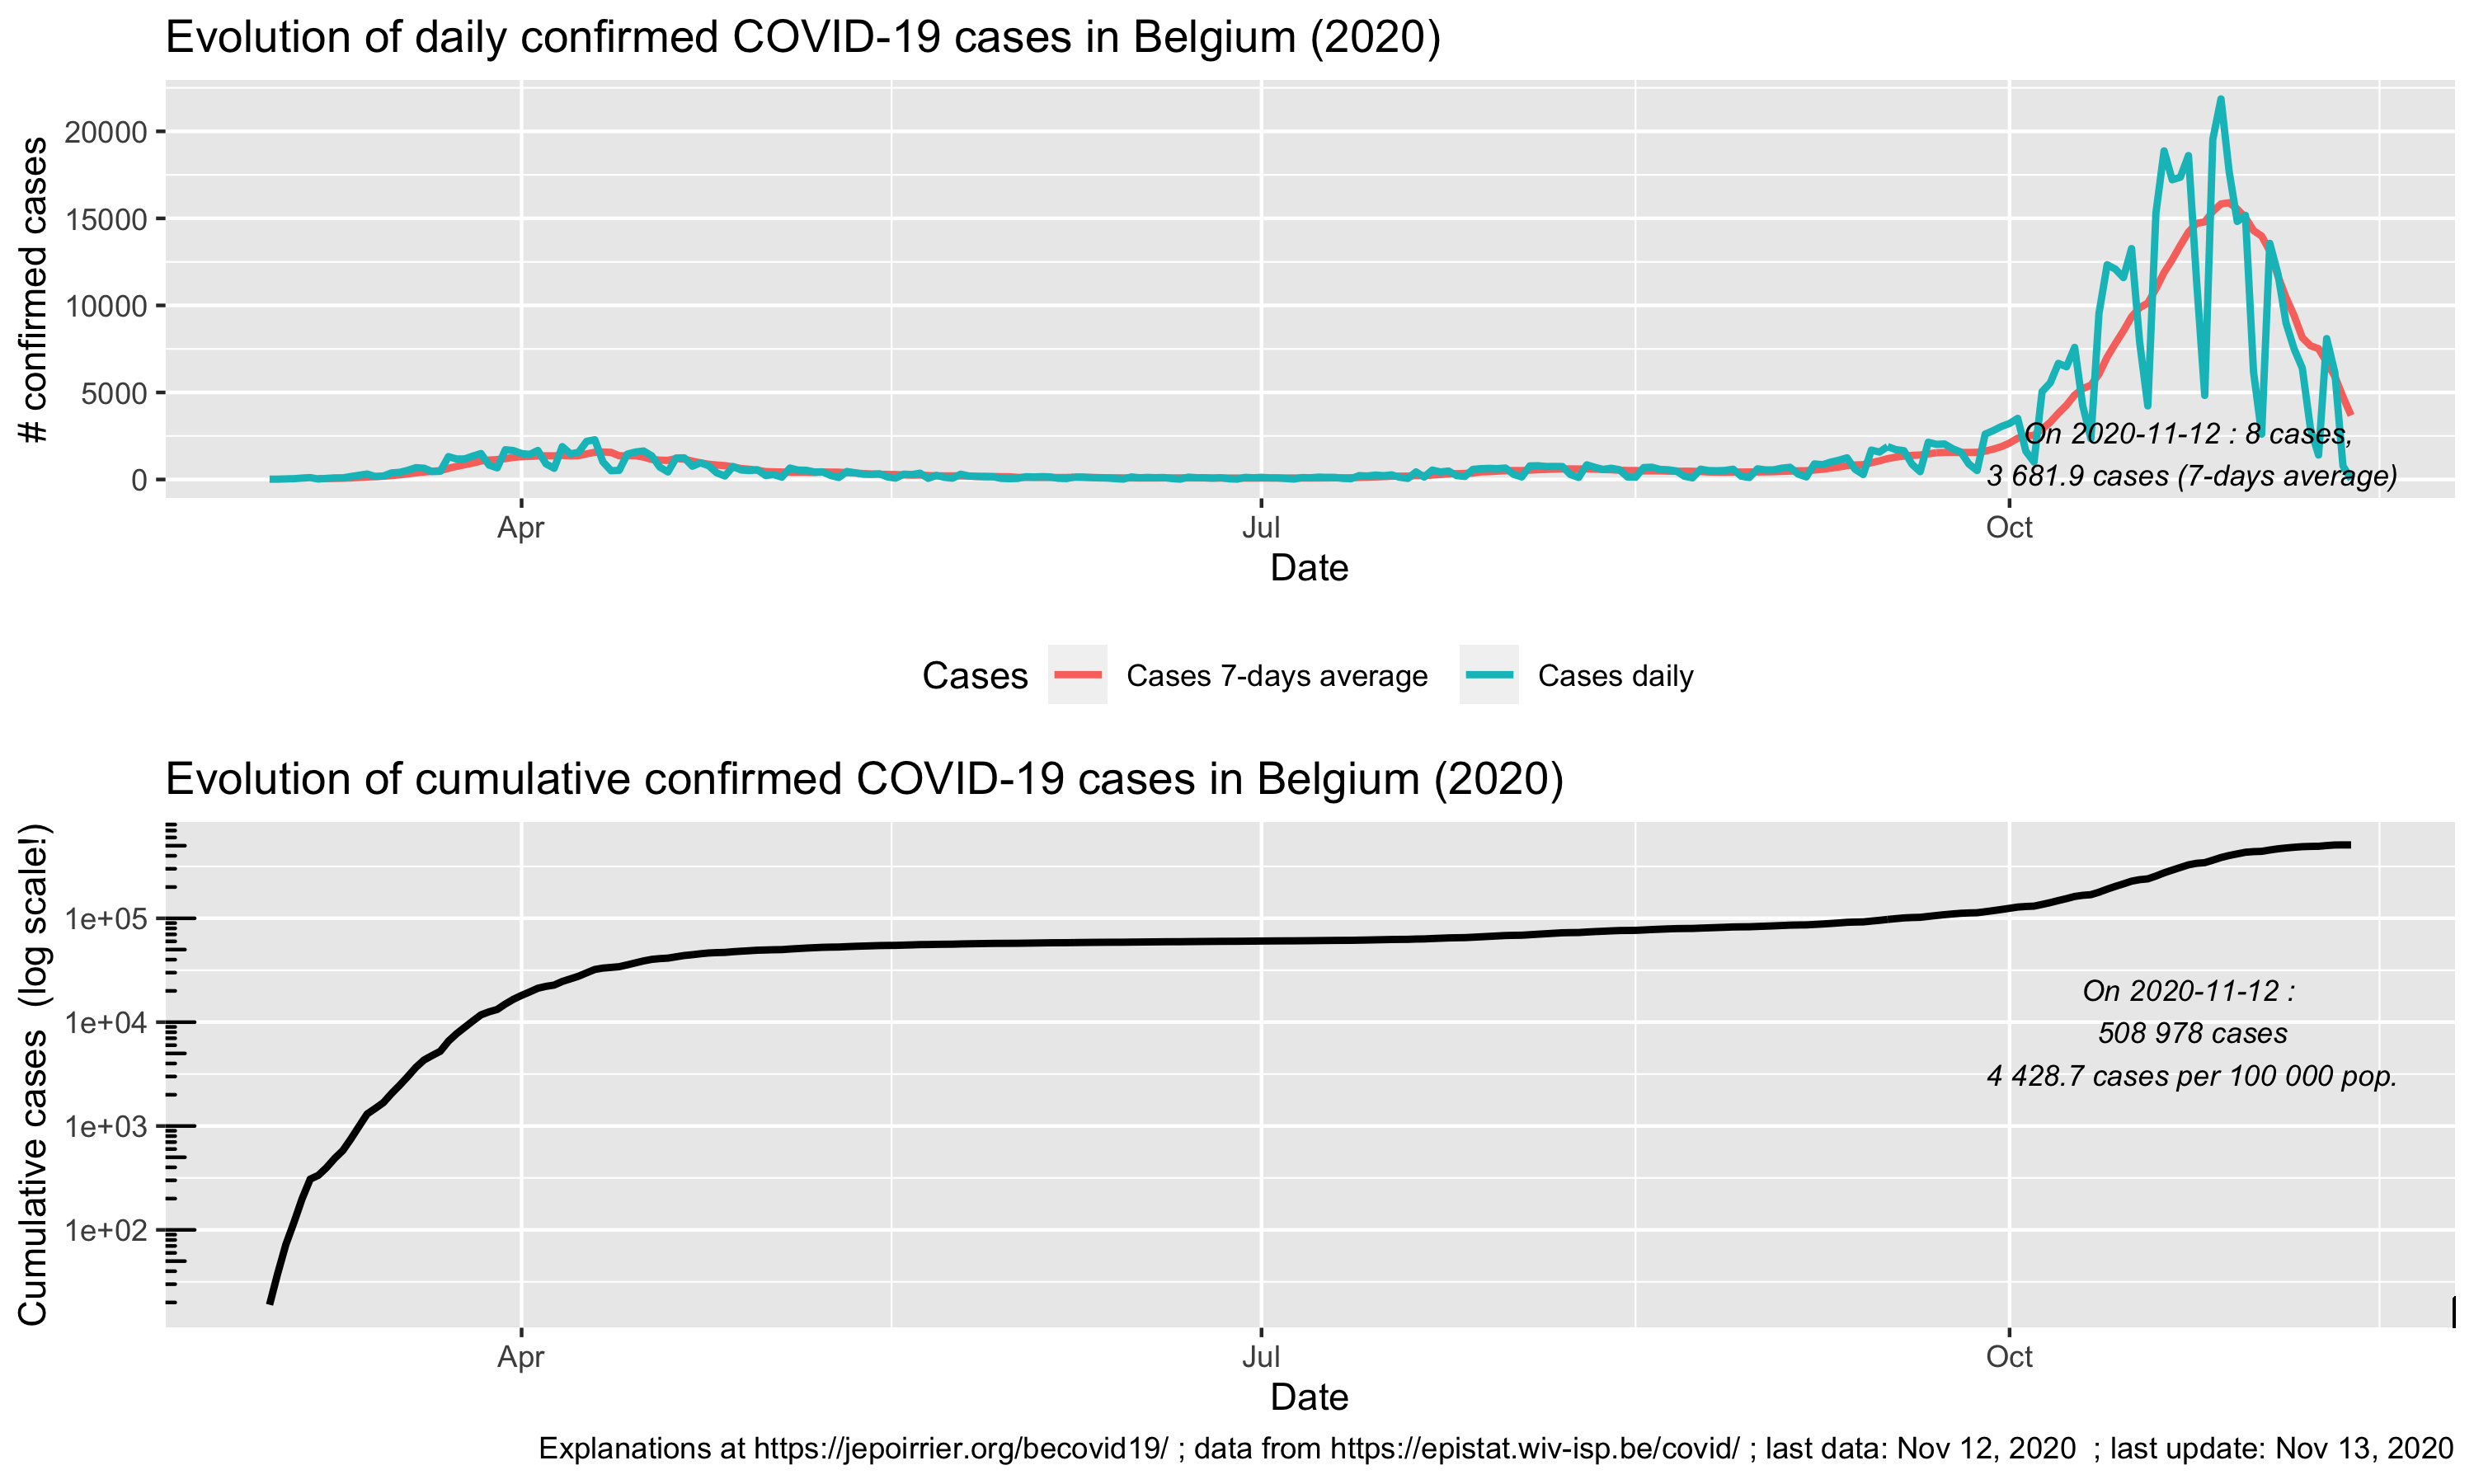 Evolution of daily confirmed COVID-19 cases in Belgium (2020)
# confirmed cases
20000
15000
10000
5000
0
On 2020-11-12 : 8 cases,
3 681.9 cases (7-days average)
Apr
Jul
Oct
Date
Cases
Cases 7-days average
Cases daily
Evolution of cumulative confirmed COVID-19 cases in Belgium (2020)
Cumulative cases (log scale!)
1e+05
1e+04
1e+03
1e+02
On 2020-11-12 :
508 978 cases
4 428.7 cases per 100 000 pop.
Apr
Jul
Oct
Date
Explanations at https://jepoirrier.org/becovid19/ ; data from https://epistat.wiv-isp.be/covid/ ; last data: Nov 12, 2020  ; last update: Nov 13, 2020